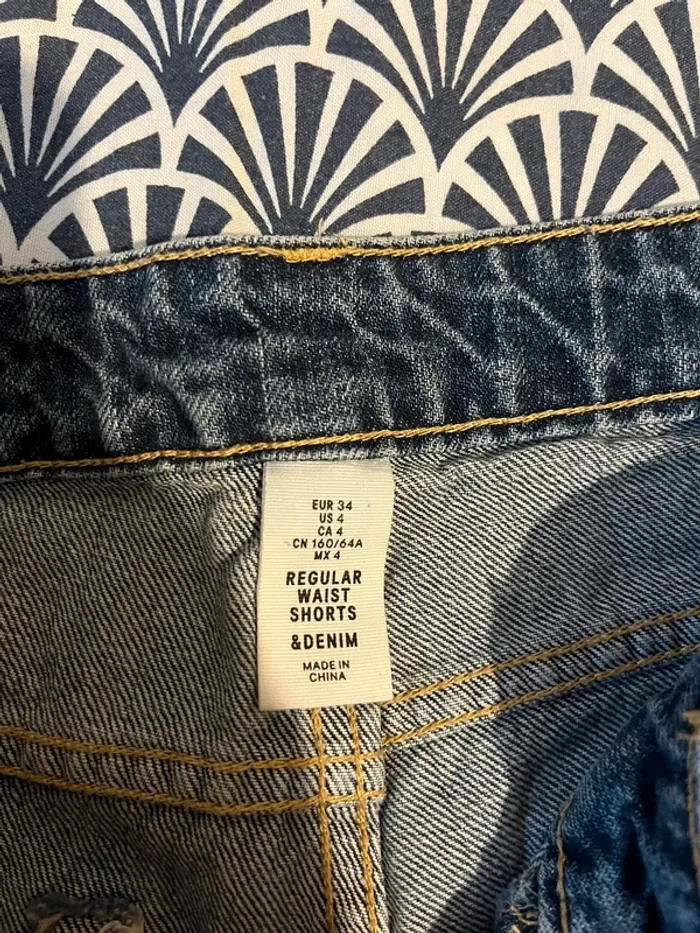 EUR 34
US 4
CA 4
CN 160/64A
MX 4
REGULAR
WAIST
SHORTS
&DENIM
MADE IN
CHINA